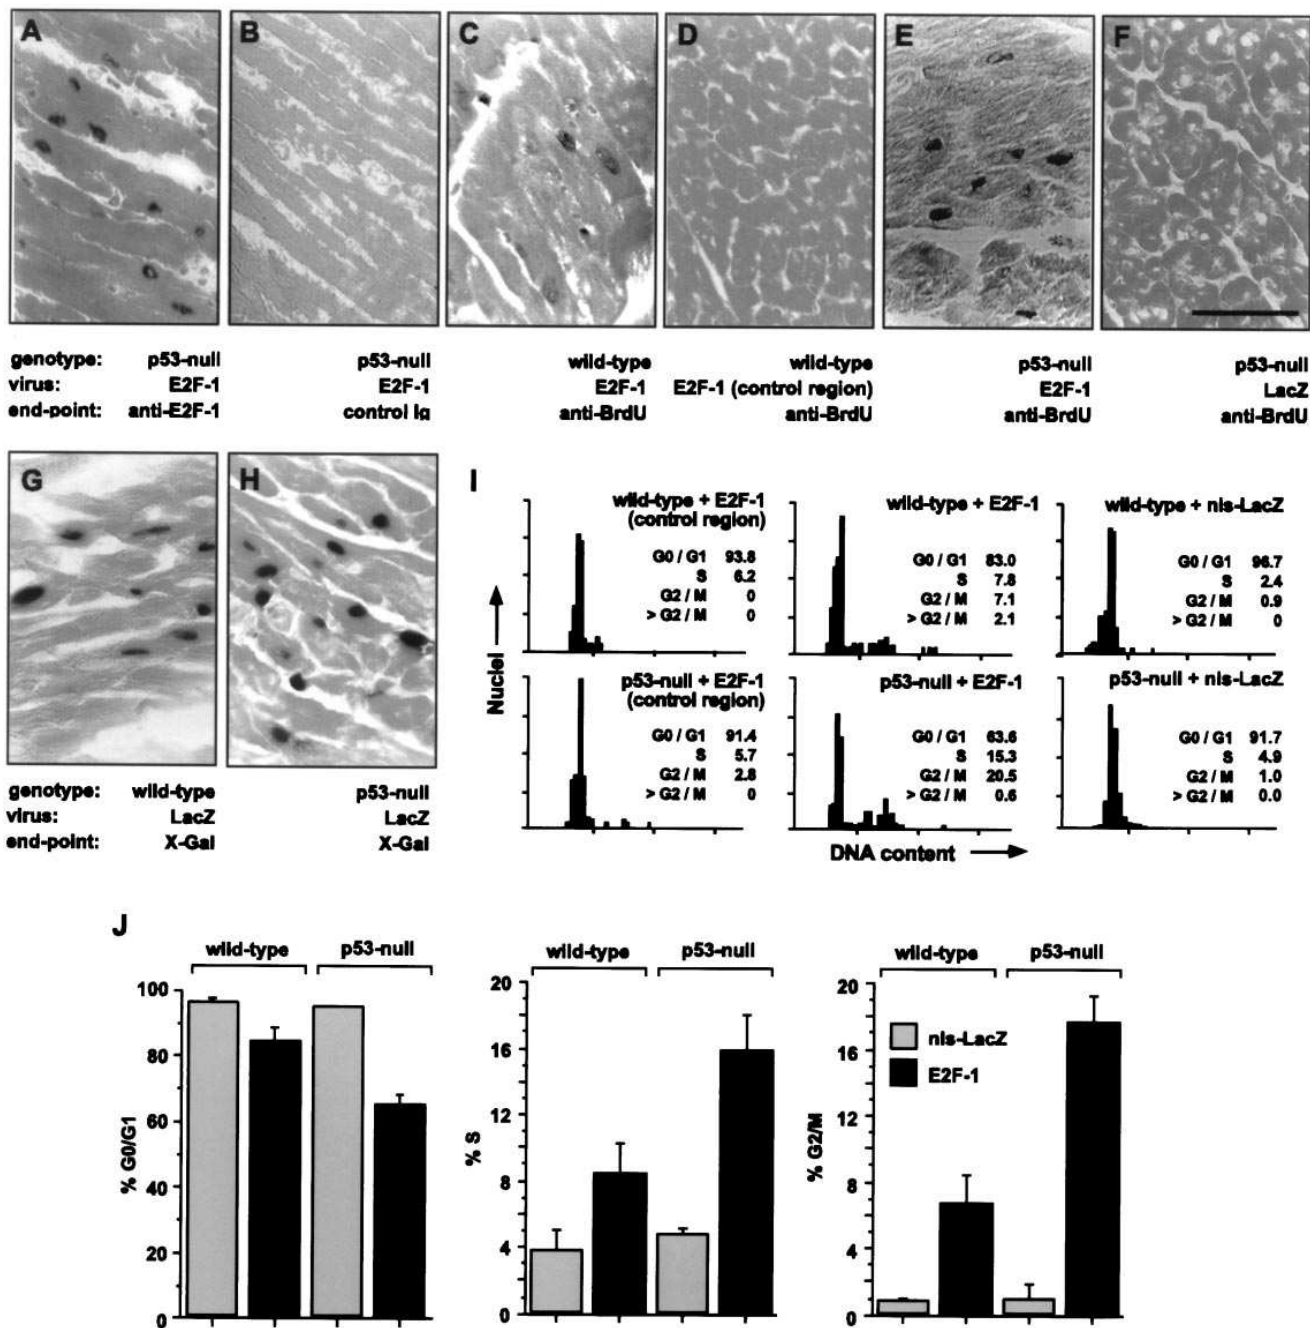 A B C D E F
genotype: p53-null p53-null wild-type wild-type p53-null p53-null
virus: E2F-1 E2F-1 E2F-1 E2F-1 (control region) E2F-1 LacZ
end-point: anti-E2F-1 control Ig anti-BrdU anti-BrdU anti-BrdU anti-BrdU
G H
genotype: wild-type p53-null
virus: LacZ LacZ
end-point: X-Gal X-Gal
I
Nuclei
wild-type + E2F-1
(control region)
G0 / G1 93.8
S 6.2
G2 / M 0
> G2 / M 0
wild-type + E2F-1
G0 / G1 83.0
S 7.8
G2 / M 7.1
> G2 / M 2.1
wild-type + nls-LacZ
G0 / G1 96.7
S 2.4
G2 / M 0.9
> G2 / M 0
p53-null + E2F-1
(control region)
G0 / G1 91.4
S 5.7
G2 / M 2.8
> G2 / M 0
p53-null + E2F-1
G0 / G1 63.6
S 15.3
G2 / M 20.5
> G2 / M 0.6
p53-null + nls-LacZ
G0 / G1 91.7
S 4.9
G2 / M 1.0
> G2 / M 0.0
DNA content
J
wild-type p53-null
% G0/G1
100
80
60
40
20
0
wild-type p53-null
% S
20
16
12
8
4
0
wild-type p53-null
% G2/M
20
16
12
8
4
0
nls-LacZ
E2F-1